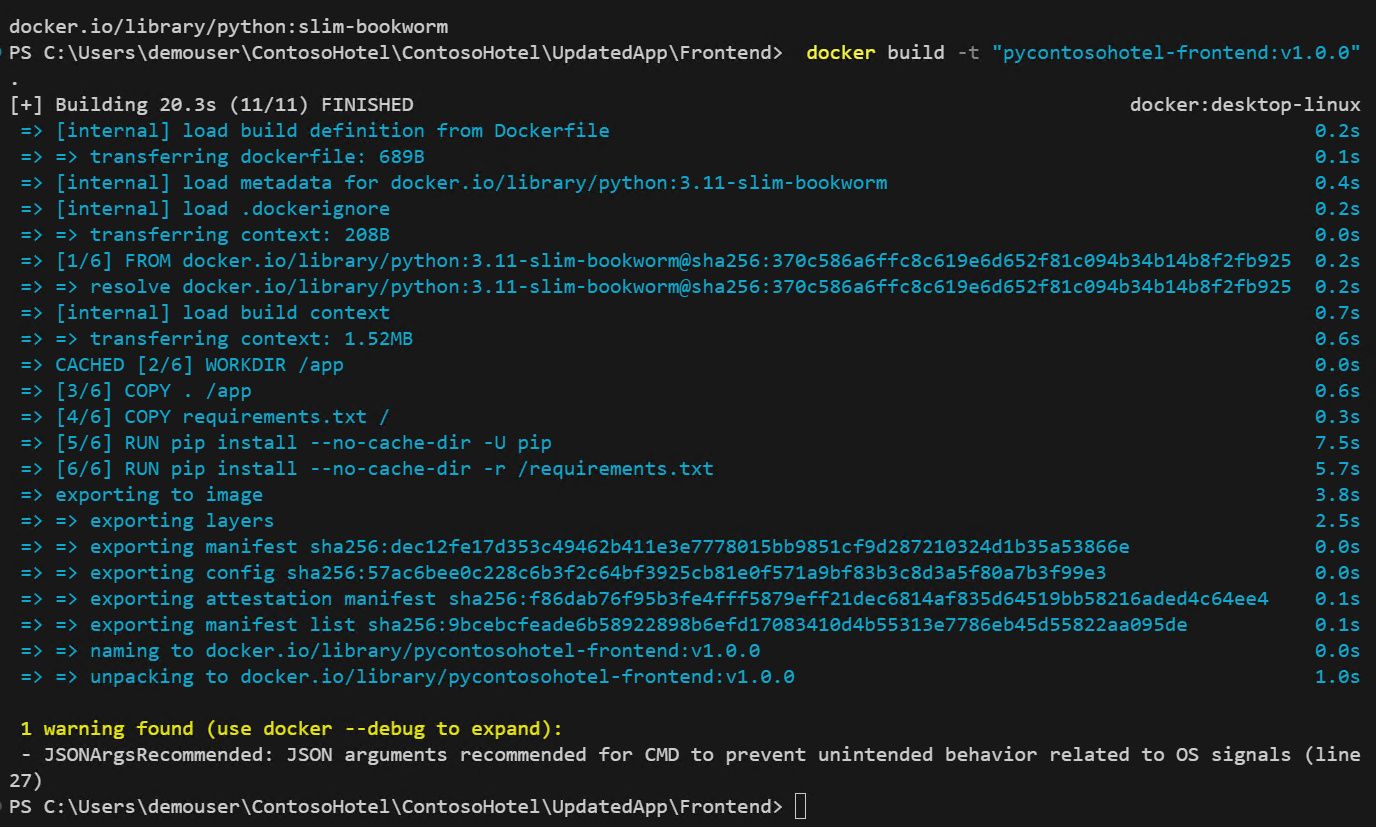 docker.io/library/python:slim-bookworm
PS C:\Users\demouser\ContosoHotel\ContosoHotel\UpdatedApp\Frontend>  docker build -t "pycontosohotel-frontend:v1.0.0"
.
[+] Building 20.3s (11/11) FINISHED docker:desktop-linux
=> [internal] load build definition from Dockerfile 0.2s
=> => transferring dockerfile: 689B 0.1s
=> [internal] load metadata for docker.io/library/python:3.11-slim-bookworm 0.4s
=> [internal] load .dockerignore 0.2s
=> => transferring context: 208B 0.0s
=> [1/6] FROM docker.io/library/python:3.11-slim-bookworm@sha256:370c586a6ffc8c619e6d652f81c094b34b14b8f2fb925 0.2s
=> => resolve docker.io/library/python:3.11-slim-bookworm@sha256:370c586a6ffc8c619e6d652f81c094b34b14b8f2fb925 0.2s
=> [internal] load build context 0.7s
=> => transferring context: 1.52MB 0.6s
=> CACHED [2/6] WORKDIR /app 0.0s
=> [3/6] COPY . /app 0.6s
=> [4/6] COPY requirements.txt / 0.3s
=> [5/6] RUN pip install --no-cache-dir -U pip 7.5s
=> [6/6] RUN pip install --no-cache-dir -r /requirements.txt 5.7s
=> exporting to image 3.8s
=> => exporting layers 2.5s
=> => exporting manifest sha256:dec12fe17d353c49462b411e3e7778015bb9851cf9d287210324d1b35a53866e 0.0s
=> => exporting config sha256:57ac6bee0c228c6b3f2c64bf3925cb81e0f571a9bf83b3c8d3a5f80a7b3f99e3 0.0s
=> => exporting attestation manifest sha256:f86dab76f95b3fe4fff5879eff21dec6814af835d64519bb58216aded4c64ee4 0.1s
=> => exporting manifest list sha256:9bcebcfeade6b58922898b6efd17083410d4b55313e7786eb45d55822aa095de 0.1s
=> => naming to docker.io/library/pycontosohotel-frontend:v1.0.0 0.0s
=> => unpacking to docker.io/library/pycontosohotel-frontend:v1.0.0 1.0s
1 warning found (use docker --debug to expand):
- JSONArgsRecommended: JSON arguments recommended for CMD to prevent unintended behavior related to OS signals (line
27)
PS C:\Users\demouser\ContosoHotel\ContosoHotel\UpdatedApp\Frontend>